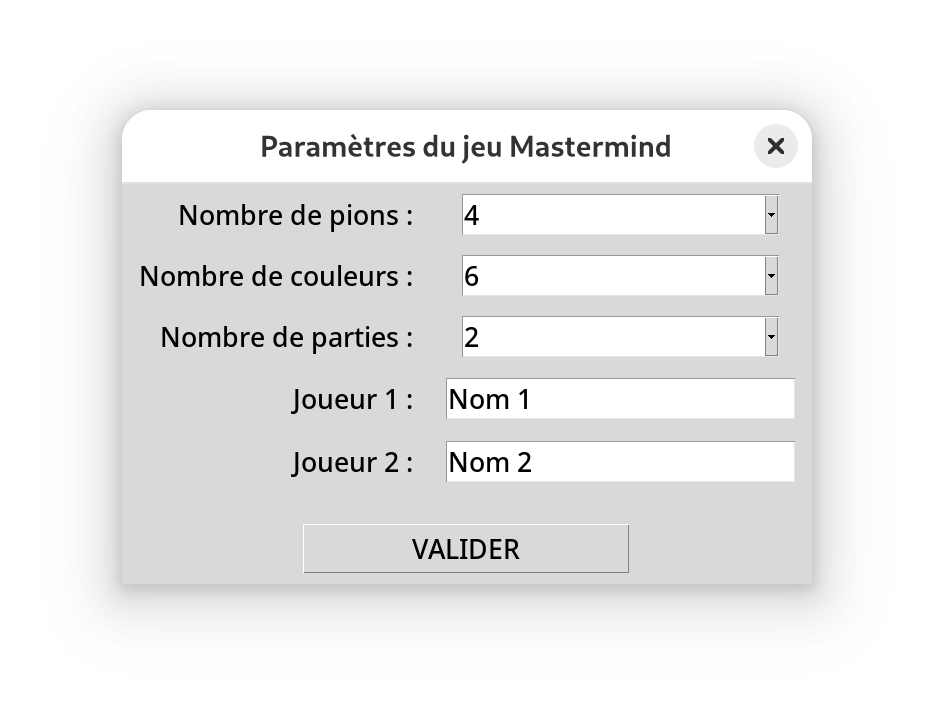 Paramètres du jeu Mastermind
Nombre de pions : 4
Nombre de couleurs : 6
Nombre de parties : 2
Joueur 1 : Nom 1
Joueur 2 : Nom 2
VALIDER